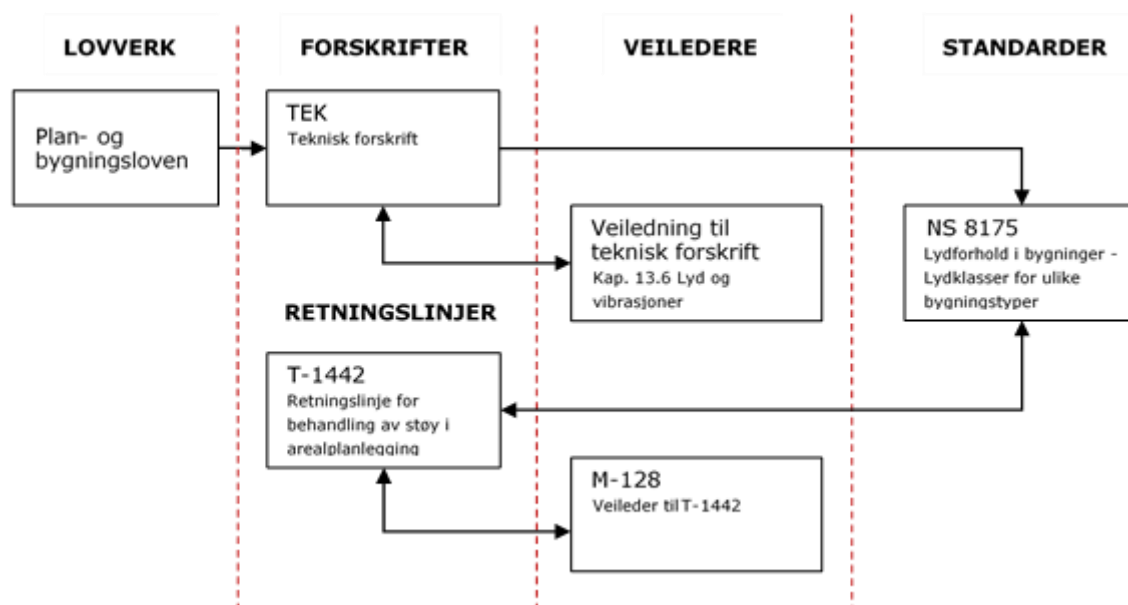 LOVVERK
FORSKRIFTER
VEILEDERE
STANDARDER
Plan- og
bygningsloven
TEK
Teknisk forskrift
Veiledning til
teknisk forskrift
Kap. 13.6 Lyd og
vibrasjoner
NS 8175
Lydforhold i bygninger -
Lydklasser for ulike
bygningstyper
RETNINGSLINJER
T-1442
Retningslinje for
behandling av støy i
arealplanlegging
M-128
Veileder til T-1442